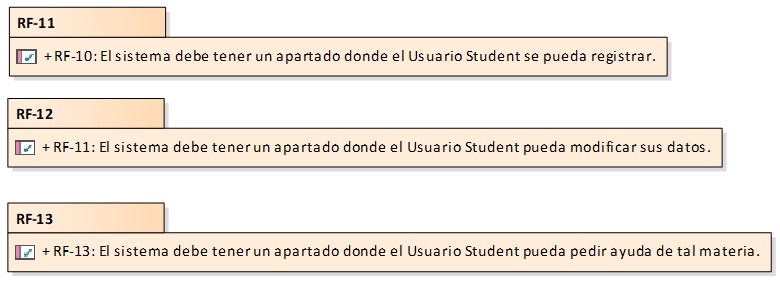 RF-11
+ RF-10: El sistema debe tener un apartado donde el Usuario Student se pueda registrar.
RF-12
+ RF-11: El sistema debe tener un apartado donde el Usuario Student pueda modificar sus datos.
RF-13
+ RF-13: El sistema debe tener un apartado donde el Usuario Student pueda pedir ayuda de tal materia.